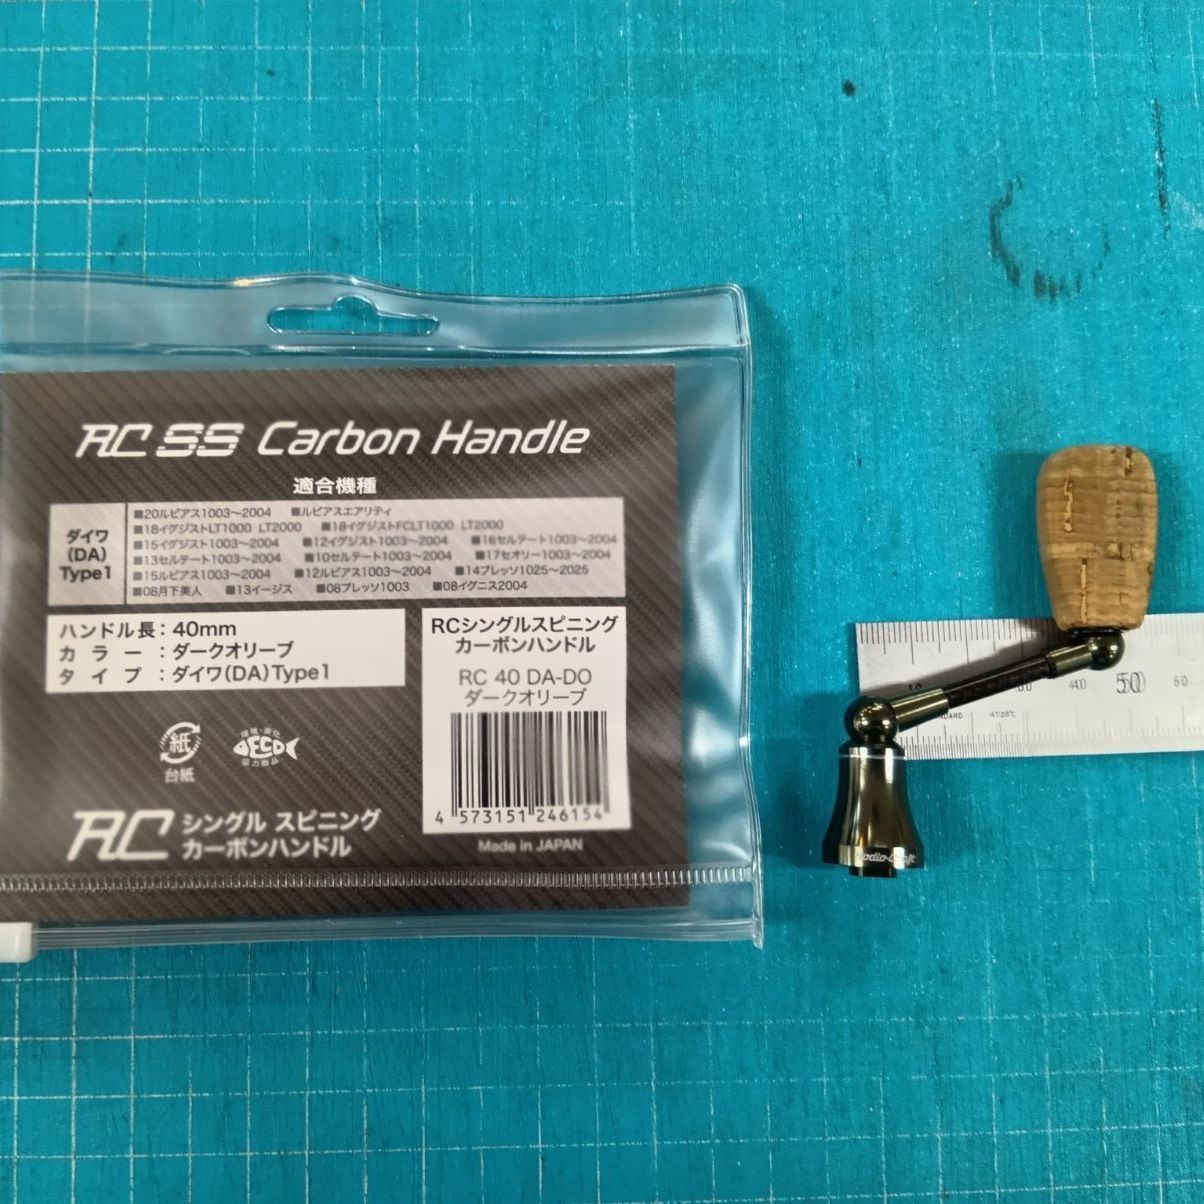 RC SS Carbon Handle
適合機種
ダイワ
(DA)
Type1
■20ルビアス1003～2004 ■ルビアスエアリティ
■18イグジストLT1000 LT2000 ■18イグジストFCLT1000 LT2000
■15イグジスト1003～2004 ■12イグジスト1003～2004 ■16セルテート1003～2004
■13セルテート1003～2004 ■10セルテート1003～2004 ■17セオリー1003～2004
■15ルビアス1003～2004 ■12ルビアス1003～2004 ■14プレッソ1025～2025
■08月下美人 ■13イージス ■08プレッソ1003 ■08イグニス2004
ハンドル長：40mm
カラー：ダークオリーブ
タイプ：ダイワ(DA)Type1
RCシングルスピニング
カーボンハンドル
RC 40 DA-DO
ダークオリーブ
4 573151 246154
Made in JAPAN
紙
台紙
環境・美化
ECO
協力商品
RC シングル スピニング
カーボンハンドル
50
60